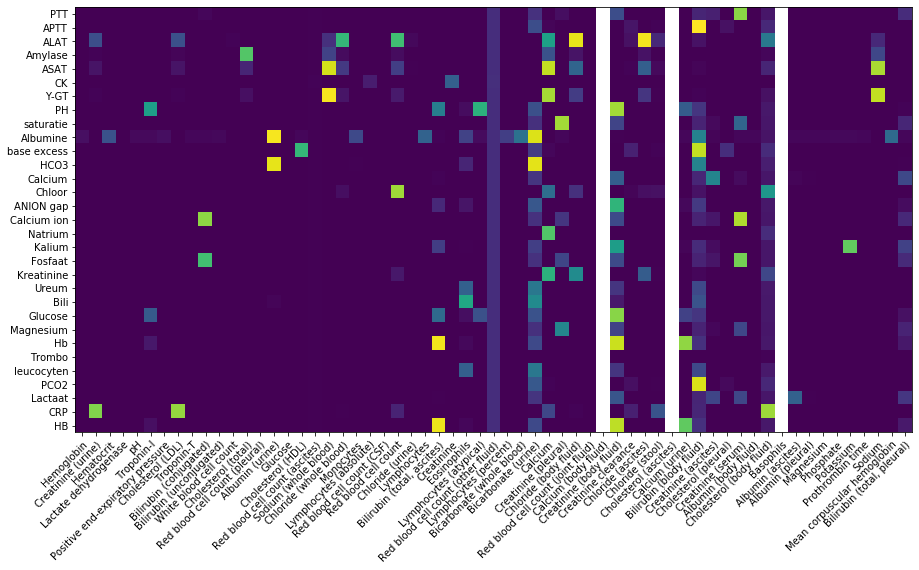 PTT
APTT
ALAT
Amylase
ASAT
CK
Y-GT
PH
saturatie
Albumine
base excess
HCO3
Calcium
Chloor
ANION gap
Calcium ion
Natrium
Kalium
Fosfaat
Kreatinine
Ureum
Bili
Glucose
Magnesium
Hb
Trombo
leucocyten
PCO2
Lactaat
CRP
HB
Hemoglobin
Creatinine (urine)
Hematocrit
Lactate dehydrogenase
pH
Positive end-expiratory pressure
Troponin-I
Cholesterol (LDL)
Troponin-T
Bilirubin (conjugated)
Bilirubin (unconjugated)
White blood cell count
Cholesterol (total)
Red blood cell count (pleural)
Albumin (urine)
Glucose
Cholesterol (HDL)
Red blood cell count (ascites)
Sodium (whole blood)
Chloride (whole blood)
Monocytes
Lymphocytes (absolute)
Red blood cell count (CSF)
Red blood cell count
Chloride (urine)
Lymphocytes
Bilirubin (total, ascites)
Creatinine
Eosinophils
Lymphocytes (atypical)
Red blood cell count (other fluid)
Lymphocytes (percent)
Bicarbonate (whole blood)
Bicarbonate (urine)
Calcium
Creatinine (pleural)
Chloride (body fluid)
Red blood cell count (joint fluid)
Calcium (body fluid)
Creatinine (body fluid)
Creatinine clearance
Chloride (ascites)
Cholesterol (ascites)
Calcium (urine)
Bilirubin (body fluid)
Creatinine (ascites)
Cholesterol (pleural)
Creatinine (serum)
Albumin (body fluid)
Cholesterol (body fluid)
Basophils
Albumin (ascites)
Albumin (pleural)
Magnesium
Phosphate
Potassium
Prothrombin time
Sodium
Mean corpuscular hemoglobin
Bilirubin (total, pleural)